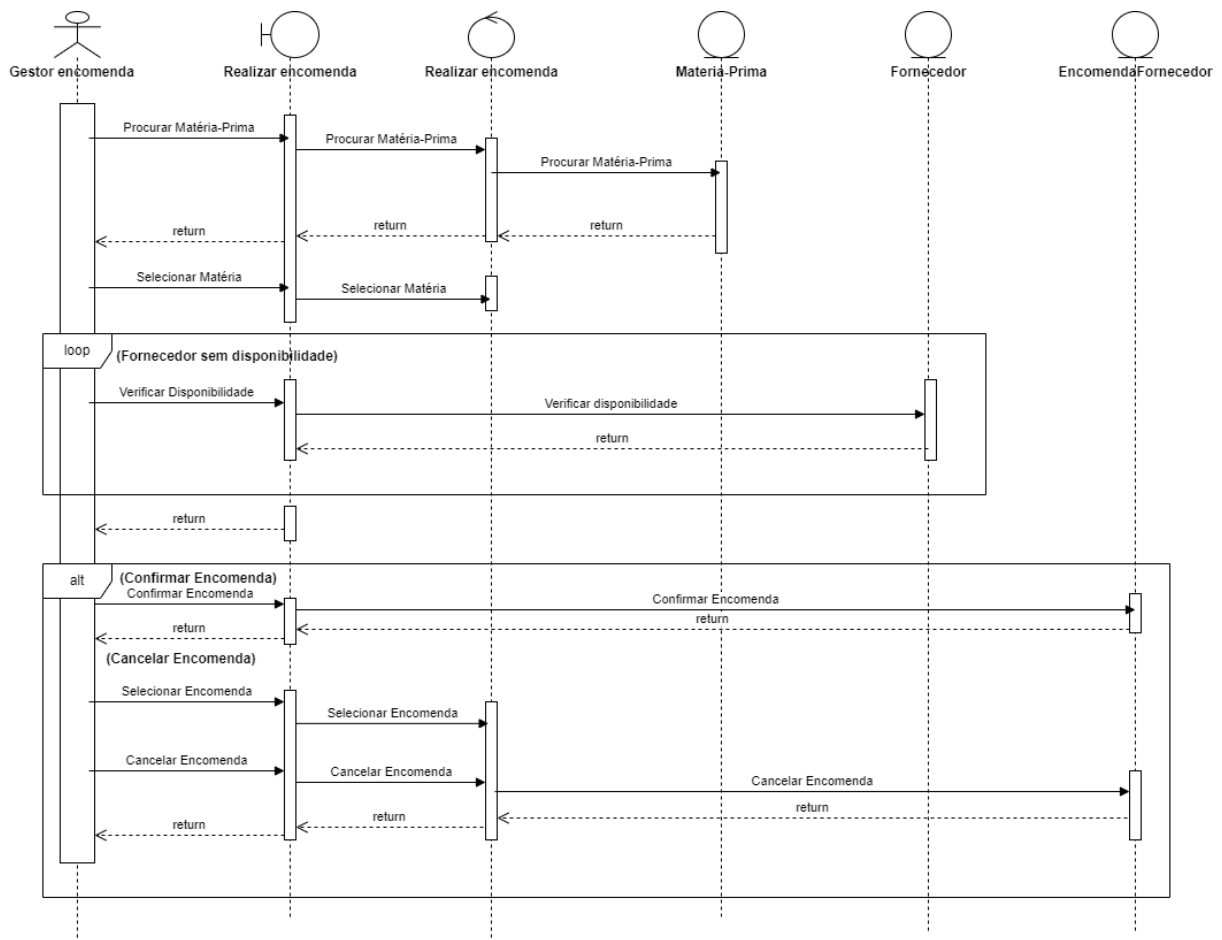 Gestor encomenda
Realizar encomenda
Realizar encomenda
Materia-Prima
Fornecedor
EncomendaFornecedor
Procurar Matéria-Prima
Procurar Matéria-Prima
Procurar Matéria-Prima
return
return
return
Selecionar Matéria
Selecionar Matéria
loop
(Fornecedor sem disponibilidade)
Verificar Disponibilidade
Verificar disponibilidade
return
return
alt
(Confirmar Encomenda)
Confirmar Encomenda
Confirmar Encomenda
return
return
(Cancelar Encomenda)
Selecionar Encomenda
Selecionar Encomenda
Cancelar Encomenda
Cancelar Encomenda
Cancelar Encomenda
return
return
return